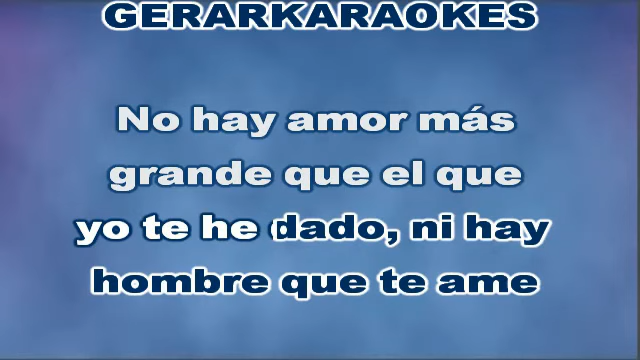 GERARKARAOKES
No hay amor más
grande que el que
yo te he dado, ni hay
hombre que te ame